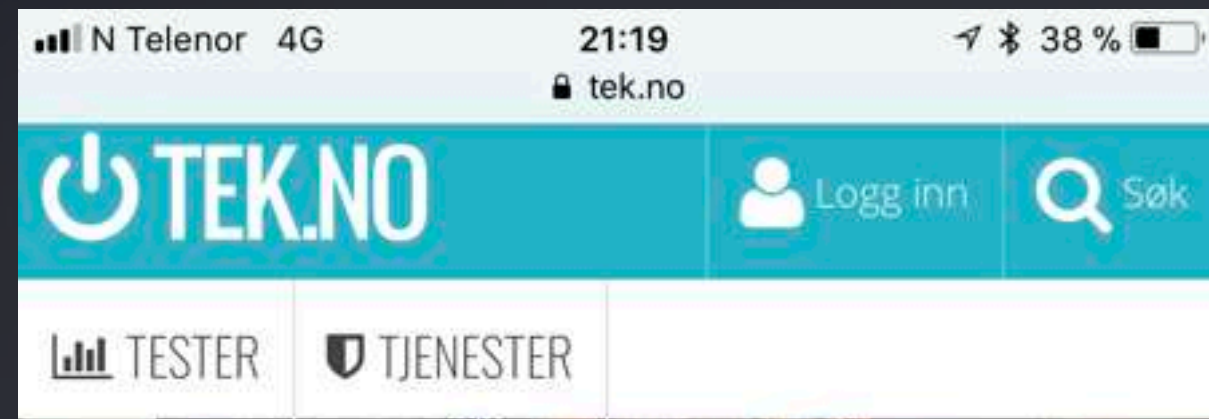 N Telenor 4G 21:19 38 %
tek.no
TEK.NO Logg inn Søk
TESTER TJENESTER